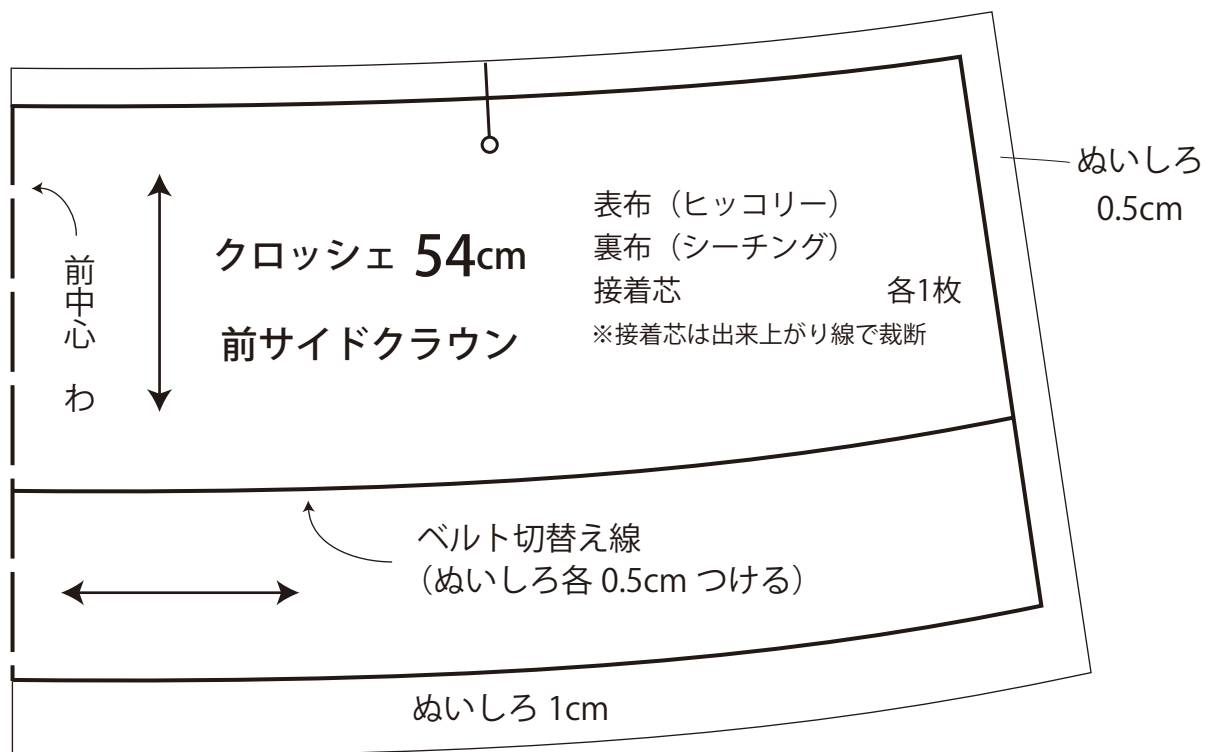 ぬいしろ
0.5cm
表布（ヒッコリー）
裏布（シーチング）
接着芯 各1枚
※接着芯は出来上がり線で裁断
クロッシェ 54cm
前サイドクラウン
前中心 わ
ベルト切替え線
（ぬいしろ各 0.5cm つける）
ぬいしろ 1cm